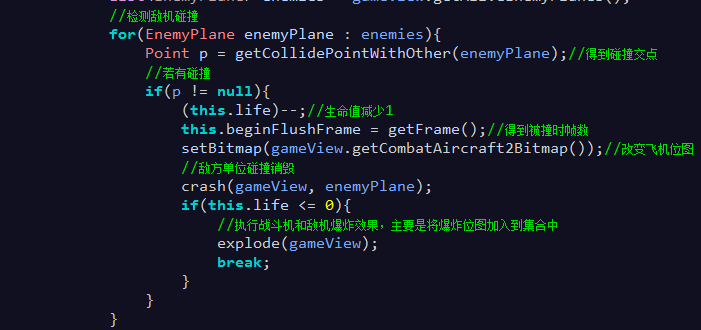 //检测敌机碰撞
for(EnemyPlane enemyPlane : enemies){
Point p = getCollidePointWithOther(enemyPlane);//得到碰撞交点
//若有碰撞
if(p != null){
(this.life)--;//生命值减少1
this.beginFlushFrame = getFrame();//得到被撞时帧数
setBitmap(gameView.getCombatAircraft2Bitmap());//改变飞机位图
//敌方单位碰撞销毁
crash(gameView, enemyPlane);
if(this.life <= 0){
//执行战斗机和敌机爆炸效果，主要是将爆炸位图加入到集合中
explode(gameView);
break;
}
}
}